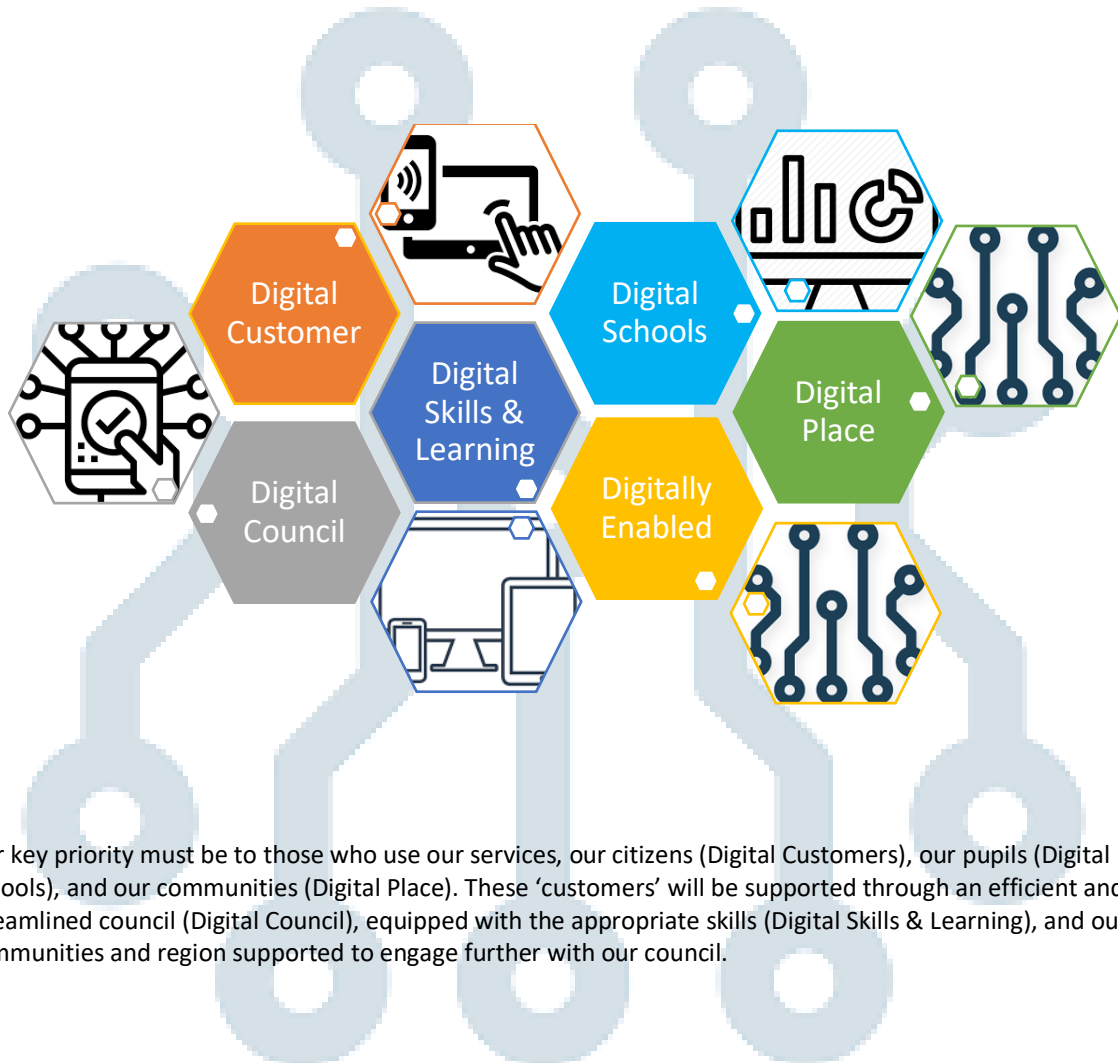 Digital
Customer
Digital
Schools
Digital
Skills &
Learning
Digital
Place
Digital
Council
Digitally
Enabled
r key priority must be to those who use our services, our citizens (Digital Customers), our pupils (Digital
ools), and our communities (Digital Place). These ‘customers’ will be supported through an efficient and
eamlined council (Digital Council), equipped with the appropriate skills (Digital Skills & Learning), and ou
mmunities and region supported to engage further with our council.